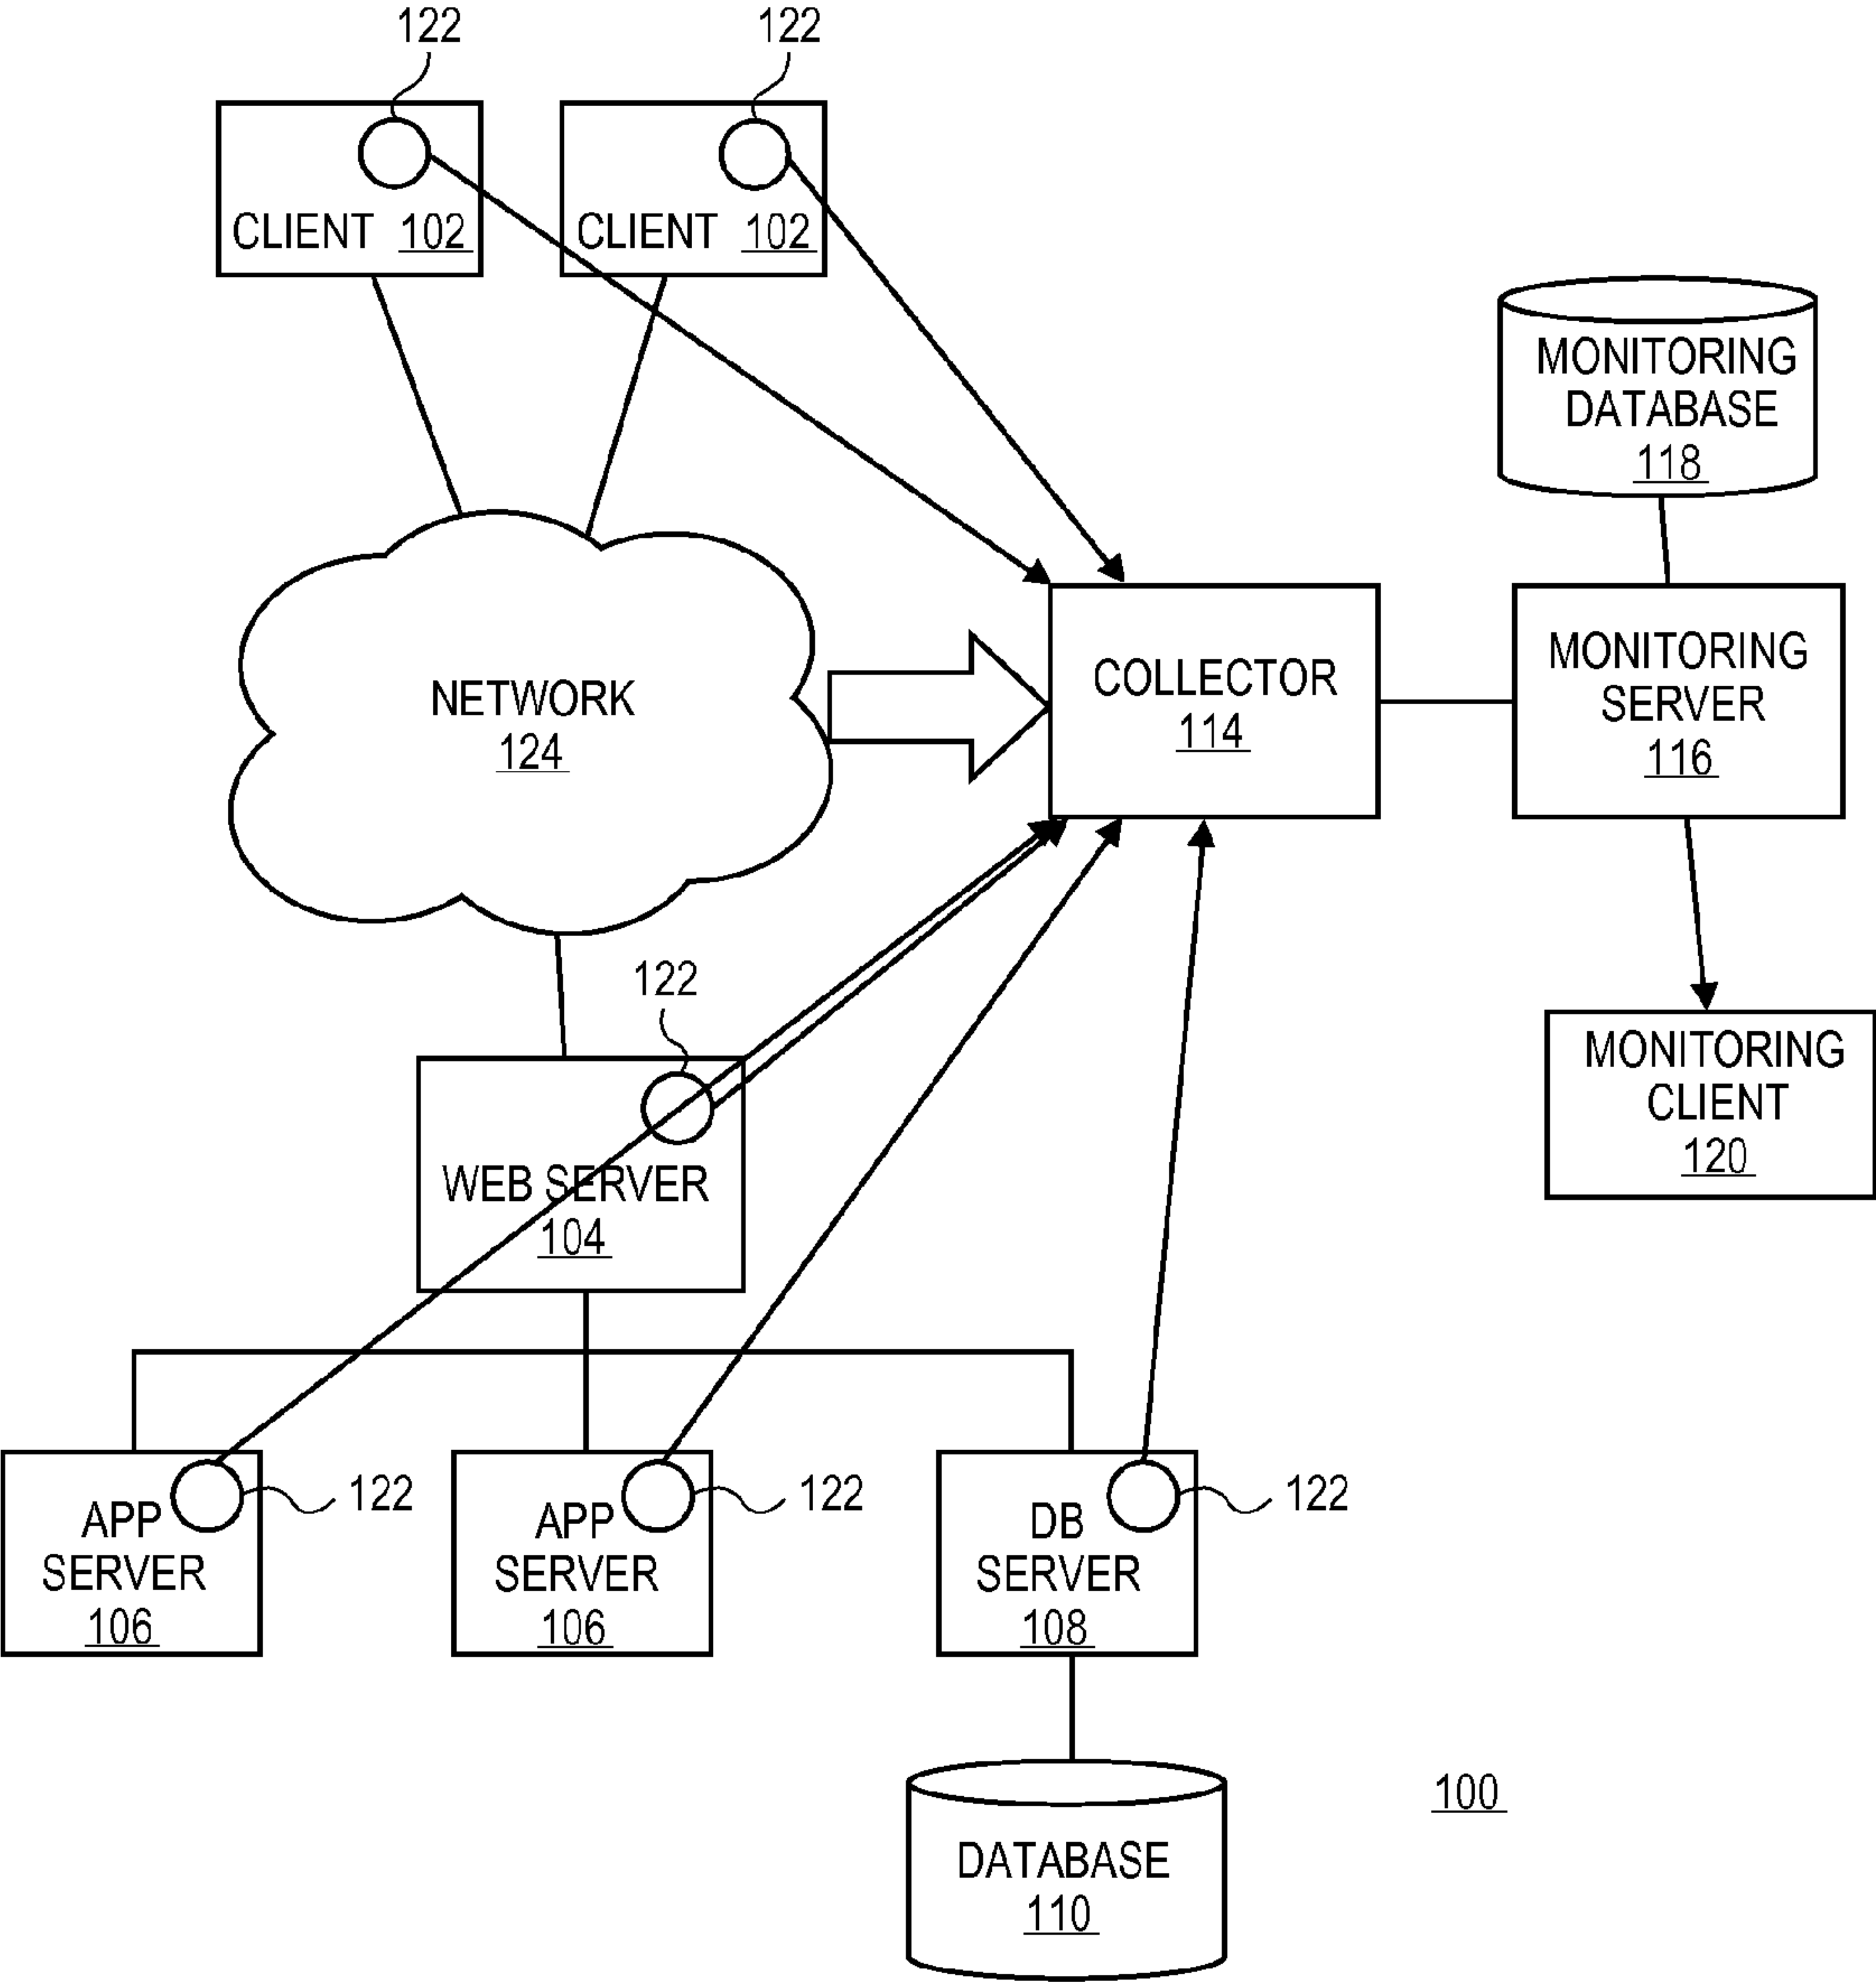 122
122
CLIENT 102
CLIENT 102
MONITORING
DATABASE
118
NETWORK
124
COLLECTOR
114
MONITORING
SERVER
116
122
WEB SERVER
104
MONITORING
CLIENT
120
APP
SERVER
106
122
APP
SERVER
106
122
DB
SERVER
108
122
DATABASE
110
100